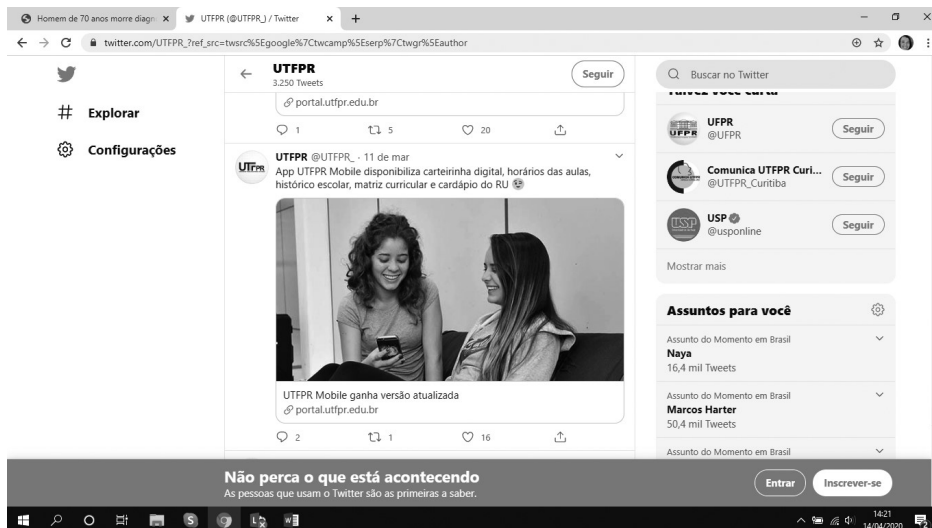 Homem de 70 anos morre diagn
UTFPR (@UTFPR_) / Twitter
twitter.com/UTFPR_?ref_src=twsrc%5Egoogle%7Ctwcamp%5Eserp%7Ctwgr%5Eauthor
Explorar
Configurações
UTFPR
3.250 Tweets
Seguir
portal.utfpr.edu.br
1 5 20
UTFPR
UTFPR @UTFPR_ · 11 de mar
App UTFPR Mobile disponibiliza carteirinha digital, horários das aulas,
histórico escolar, matriz curricular e cardápio do RU
UTFPR Mobile ganha versão atualizada
portal.utfpr.edu.br
2 1 16
Buscar no Twitter
Talvez você curta
UFPR
UFPR
@UFPR
Seguir
Comunica UTFPR Curi...
@UTFPR_Curitiba
Seguir
USP
USP
@usponline
Seguir
Mostrar mais
Assuntos para você
Assunto do Momento em Brasil
Naya
16,4 mil Tweets
Assunto do Momento em Brasil
Marcos Harter
50,4 mil Tweets
Assunto do Momento em Brasil
Não perca o que está acontecendo
As pessoas que usam o Twitter são as primeiras a saber.
Entrar
Inscrever-se
14:21
14/04/2020